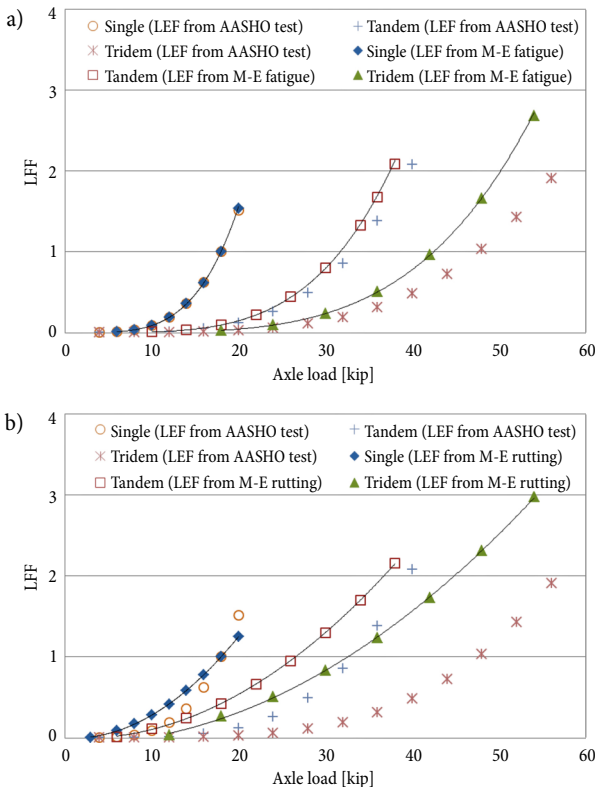 a)
Single (LEF from AASHO test)
Tandem (LEF from AASHO test)
Tridem (LEF from AASHO test)
Single (LEF from M-E fatigue)
Tandem (LEF from M-E fatigue)
Tridem (LEF from M-E fatigue)
4
3
2
1
0
LFF
0 10 20 30 40 50 60
Axle load [kip]
b)
Single (LEF from AASHO test)
Tandem (LEF from AASHO test)
Tridem (LEF from AASHO test)
Single (LEF from M-E rutting)
Tandem (LEF from M-E rutting)
Tridem (LEF from M-E rutting)
4
3
2
1
0
LFF
0 10 20 30 40 50 60
Axle load [kip]